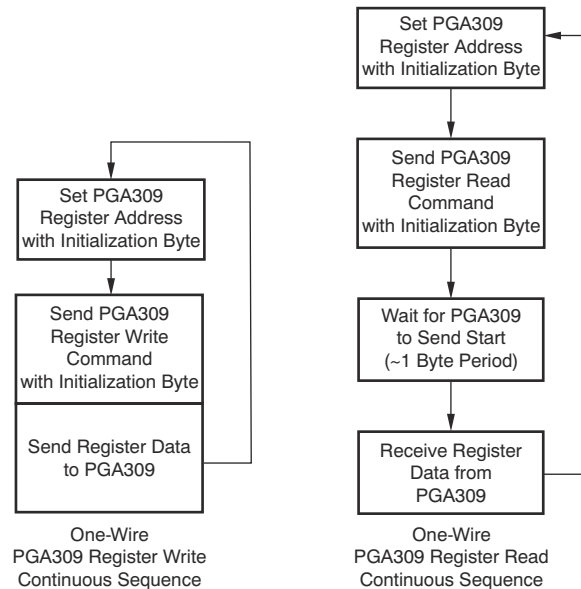 Set PGA309
Register Address
with Initialization Byte
Send PGA309
Register Write
Command
with Initialization Byte
Send Register Data
to PGA309
One-Wire
PGA309 Register Write
Continuous Sequence
Set PGA309
Register Address
with Initialization Byte
Send PGA309
Register Read
Command
with Initialization Byte
Wait for PGA309
to Send Start
(~1 Byte Period)
Receive Register
Data from
PGA309
One-Wire
PGA309 Register Read
Continuous Sequence